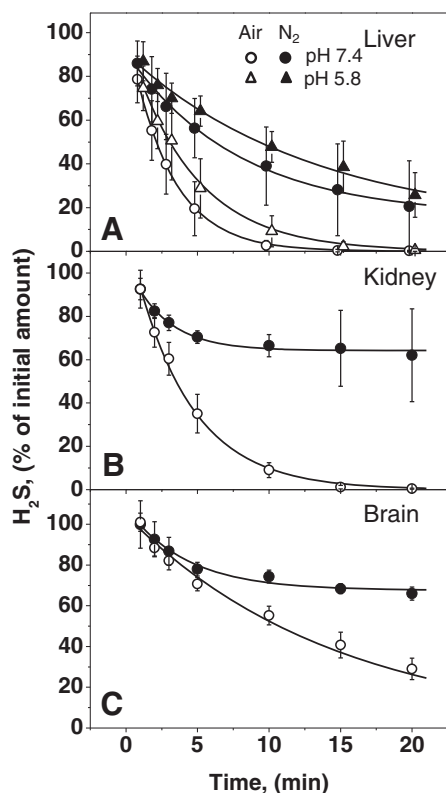 Air N₂
Liver
○ ● pH 7.4
△ ▲ pH 5.8
100
80
60
40
20
0
A
Kidney
100
80
60
40
20
0
B
Brain
100
80
60
40
20
0
C
H₂S, (% of initial amount)
0 5 10 15 20
Time, (min)